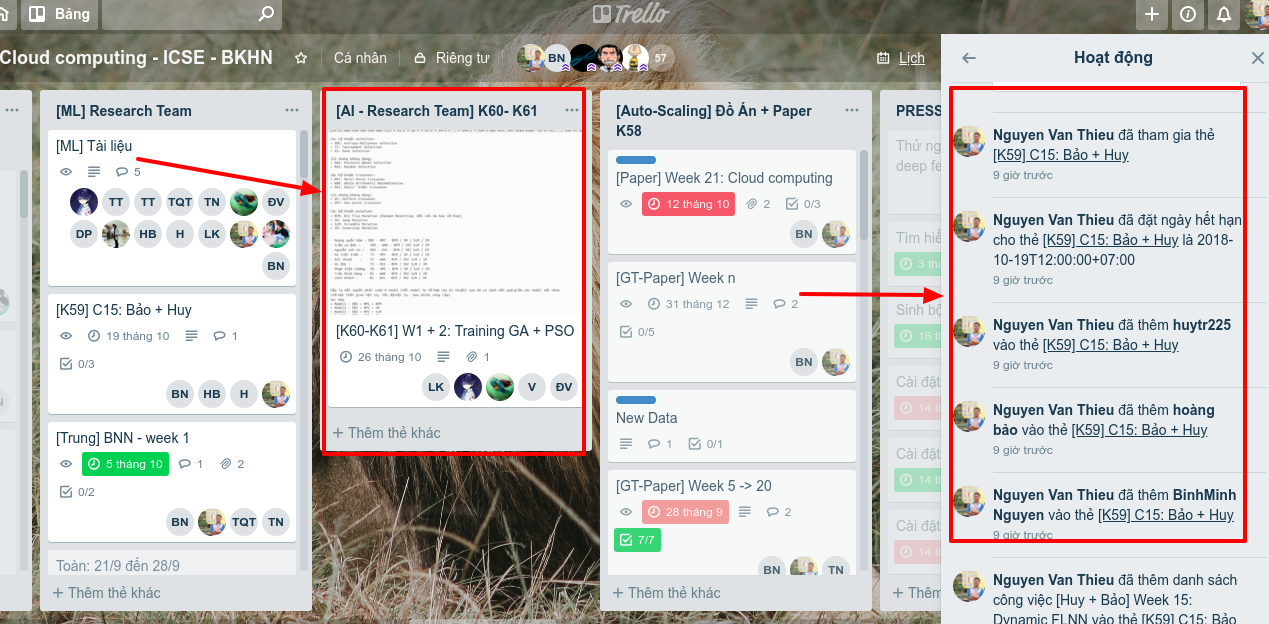 Bảng
Trello
Cloud computing - ICSE - BKHN
Cá nhân
Riêng tư
BN
57
Lịch
[ML] Research Team
[ML] Tài liệu
5
TT
TT
TQT
TN
ĐV
DP
HB
H
LK
BN
[K59] C15: Bảo + Huy
19 tháng 10
1
0/3
BN
HB
H
[Trung] BNN - week 1
5 tháng 10
1
2
0/2
BN
TQT
TN
Toàn: 21/9 đến 28/9
+ Thêm thẻ khác
[AI - Research Team] K60- K61
[K60-K61] W1 + 2: Training GA + PSO
26 tháng 10
1
LK
V
ĐV
+ Thêm thẻ khác
[Auto-Scaling] Đồ Án + Paper
K58
[Paper] Week 21: Cloud computing
12 tháng 10
2
0/3
BN
[GT-Paper] Week n
31 tháng 12
2
0/5
BN
New Data
1
0/1
[GT-Paper] Week 5 -> 20
28 tháng 9
2
7/7
BN
TN
+ Thêm thẻ khác
PRESS
Thử ng
deep fe
Tìm hiể
3 th
Sinh bộ
16 t
Cài đặt
14 t
Cài đặt
14 t
Cài đặt
14 t
+ Thêm
Hoạt động
Nguyen Van Thieu đã tham gia thẻ
[K59] C15: Bảo + Huy
9 giờ trước
Nguyen Van Thieu đã đặt ngày hết hạn
cho thẻ [K59] C15: Bảo + Huy là 2018-
10-19T12:00:00+07:00
9 giờ trước
Nguyen Van Thieu đã thêm huytr225
vào thẻ [K59] C15: Bảo + Huy
9 giờ trước
Nguyen Van Thieu đã thêm hoàng
bảo vào thẻ [K59] C15: Bảo + Huy
9 giờ trước
Nguyen Van Thieu đã thêm BinhMinh
Nguyen vào thẻ [K59] C15: Bảo + Huy
9 giờ trước
Nguyen Van Thieu đã thêm danh sách
công việc [Huy + Bảo] Week 15:
Dynamic FLNN vào thẻ [K59] C15: Bảo